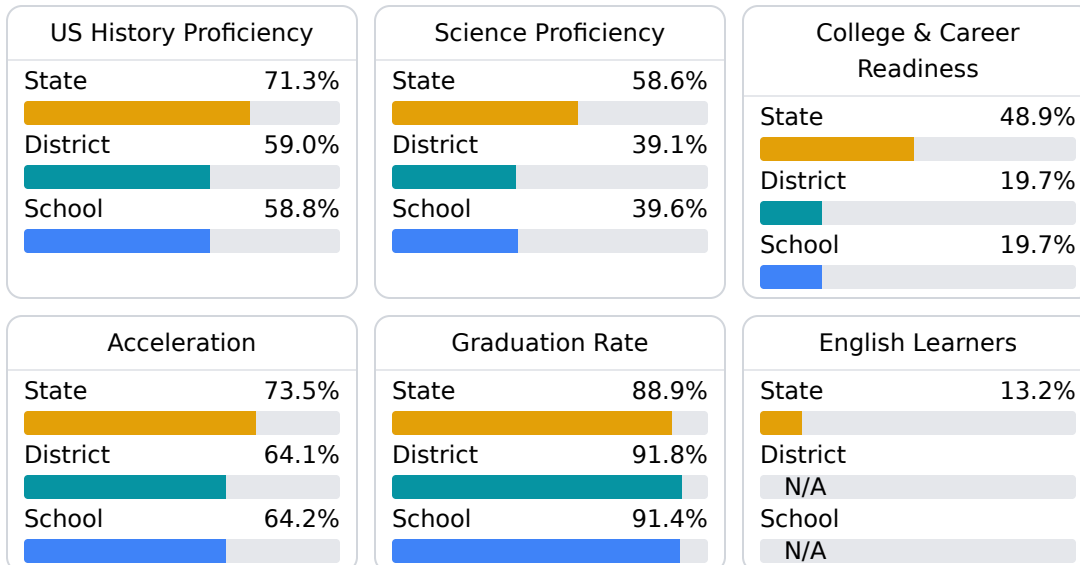 US History Proficiency
State 71.3%
District 59.0%
School 58.8%
Science Proficiency
State 58.6%
District 39.1%
School 39.6%
College & Career
Readiness
State 48.9%
District 19.7%
School 19.7%
Acceleration
State 73.5%
District 64.1%
School 64.2%
Graduation Rate
State 88.9%
District 91.8%
School 91.4%
English Learners
State 13.2%
District
N/A
School
N/A